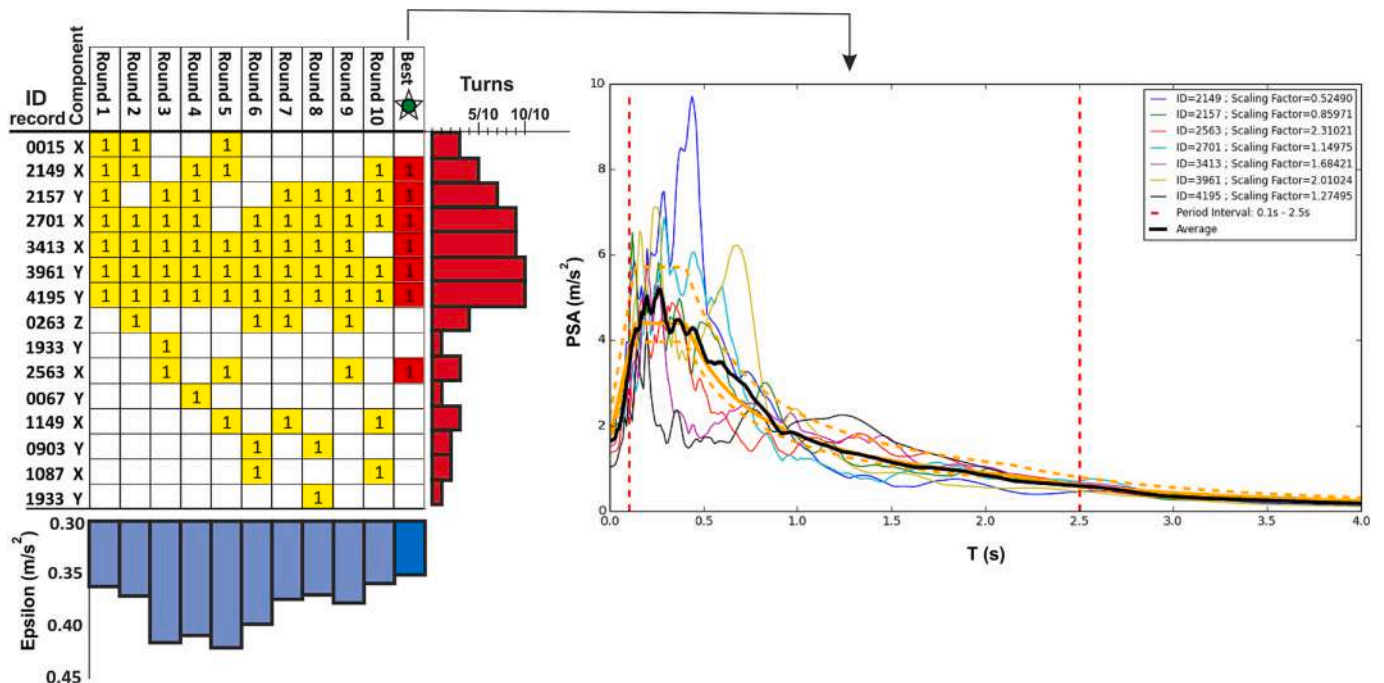 ID record Component Round 1 Round 2 Round 3 Round 4 Round 5 Round 6 Round 7 Round 8 Round 9 Round 10 Best
Turns
5/10 10/10
0015 X 1 1 1
2149 X 1 1 1 1 1 1
2157 Y 1 1 1 1 1 1 1 1
2701 X 1 1 1 1 1 1 1 1 1 1
3413 X 1 1 1 1 1 1 1 1 1 1
3961 Y 1 1 1 1 1 1 1 1 1 1 1
4195 Y 1 1 1 1 1 1 1 1 1 1 1
0263 Z 1 1 1 1
1933 Y 1
2563 X 1 1 1 1
0067 Y 1
1149 X 1 1 1
0903 Y 1 1
1087 X 1 1
1933 Y 1
Epsilon (m/s²)
0.30
0.35
0.40
0.45
PSA (m/s²)
10
8
6
4
2
0
0.0 0.5 1.0 1.5 2.0 2.5 3.0 3.5 4.0
T (s)
ID=2149 ; Scaling Factor=0.52490
ID=2157 ; Scaling Factor=0.85971
ID=2563 ; Scaling Factor=2.31021
ID=2701 ; Scaling Factor=1.14975
ID=3413 ; Scaling Factor=1.68421
ID=3961 ; Scaling Factor=2.01024
ID=4195 ; Scaling Factor=1.27495
Period Interval: 0.1s - 2.5s
Average